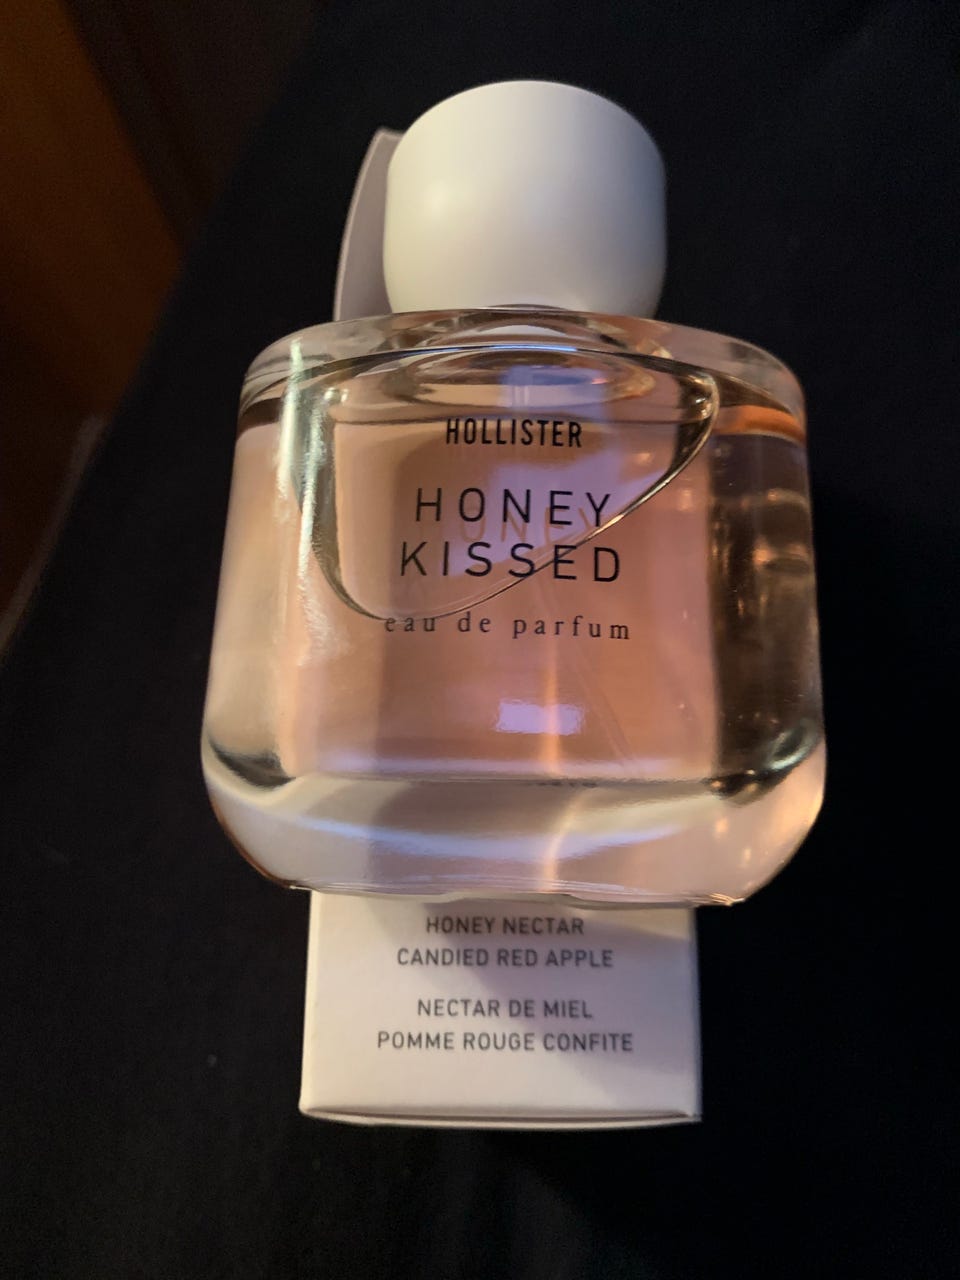 HOLLISTER
HONEY
KISSED
eau de parfum
HONEY NECTAR
CANDIED RED APPLE
NECTAR DE MIEL
POMME ROUGE CONFITE